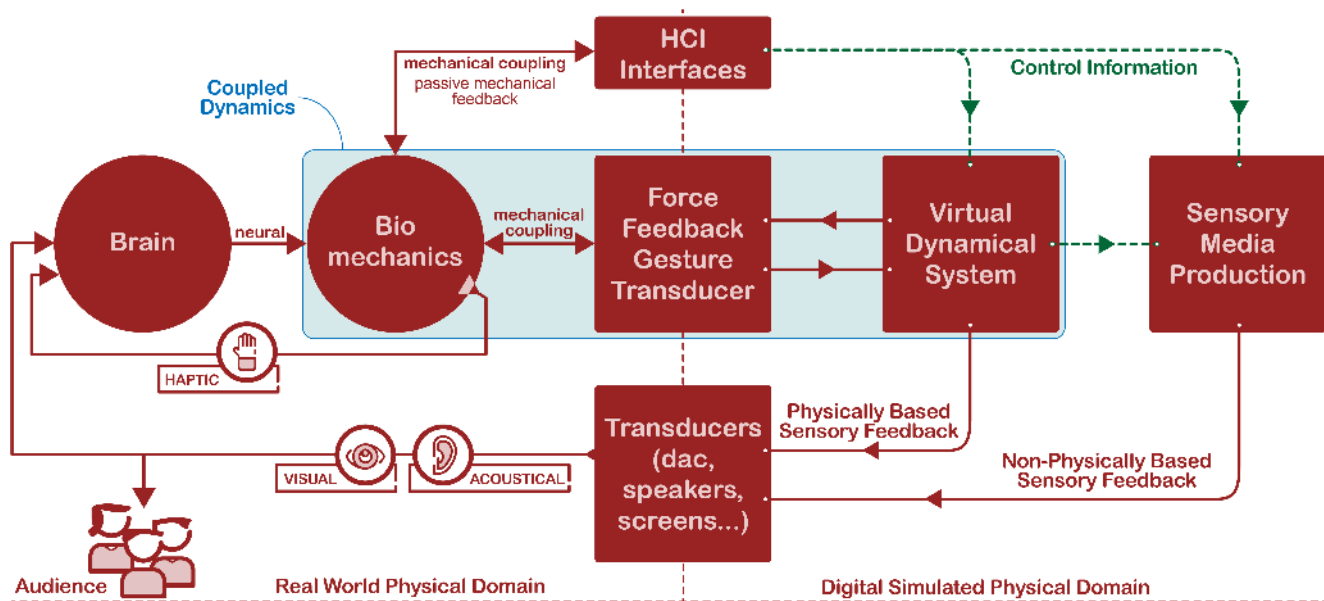 HCI
Interfaces
mechanical coupling
passive mechanical
feedback
Control Information
Coupled
Dynamics
Brain
neural
Bio
mechanics
mechanical
coupling
Force
Feedback
Gesture
Transducer
Virtual
Dynamical
System
Sensory
Media
Production
HAPTIC
Transducers
(dac,
speakers,
screens...)
Physically Based
Sensory Feedback
Non-Physically Based
Sensory Feedback
VISUAL
ACOUSTICAL
Audience
Real World Physical Domain
Digital Simulated Physical Domain